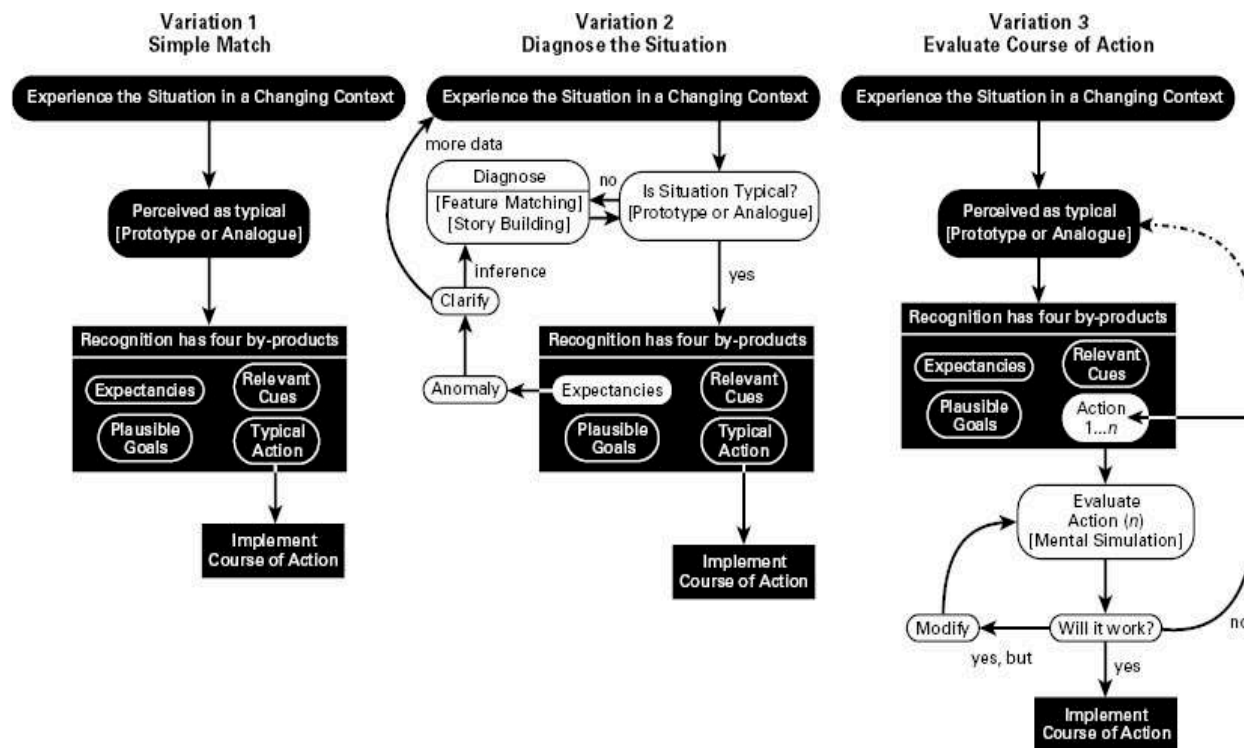 Variation 1
Simple Match
Experience the Situation in a Changing Context
Perceived as typical
[Prototype or Analogue]
Recognition has four by-products
Expectancies
Relevant
Cues
Plausible
Goals
Typical
Action
Implement
Course of Action
Variation 2
Diagnose the Situation
Experience the Situation in a Changing Context
more data
Diagnose
[Feature Matching]
[Story Building]
no
Is Situation Typical?
[Prototype or Analogue]
inference
yes
Clarify
Recognition has four by-products
Anomaly
Expectancies
Relevant
Cues
Plausible
Goals
Typical
Action
Implement
Course of Action
Variation 3
Evaluate Course of Action
Experience the Situation in a Changing Context
Perceived as typical
[Prototype or Analogue]
Recognition has four by-products
Expectancies
Relevant
Cues
Plausible
Goals
Action
1...n
Evaluate
Action (n)
[Mental Simulation]
Modify
Will it work?
no
yes, but
yes
Implement
Course of Action